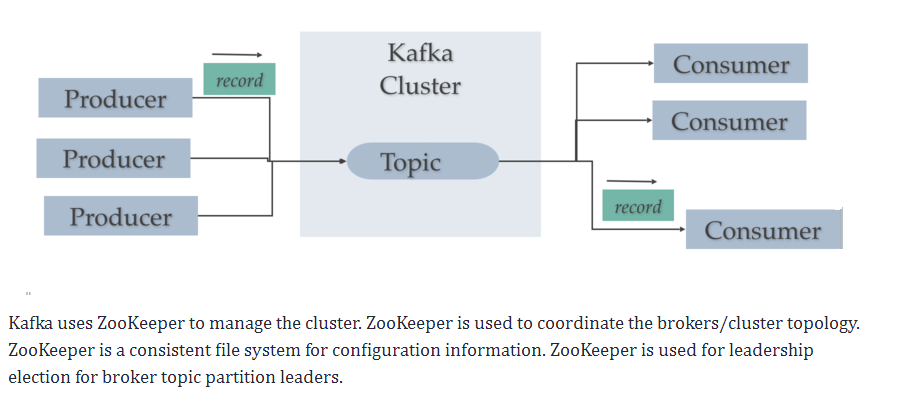 Kafka
Cluster
Producer
record
Producer
Producer
Topic
Consumer
Consumer
record
Consumer
"
Kafka uses ZooKeeper to manage the cluster. ZooKeeper is used to coordinate the brokers/cluster topology.
ZooKeeper is a consistent file system for configuration information. ZooKeeper is used for leadership
election for broker topic partition leaders.